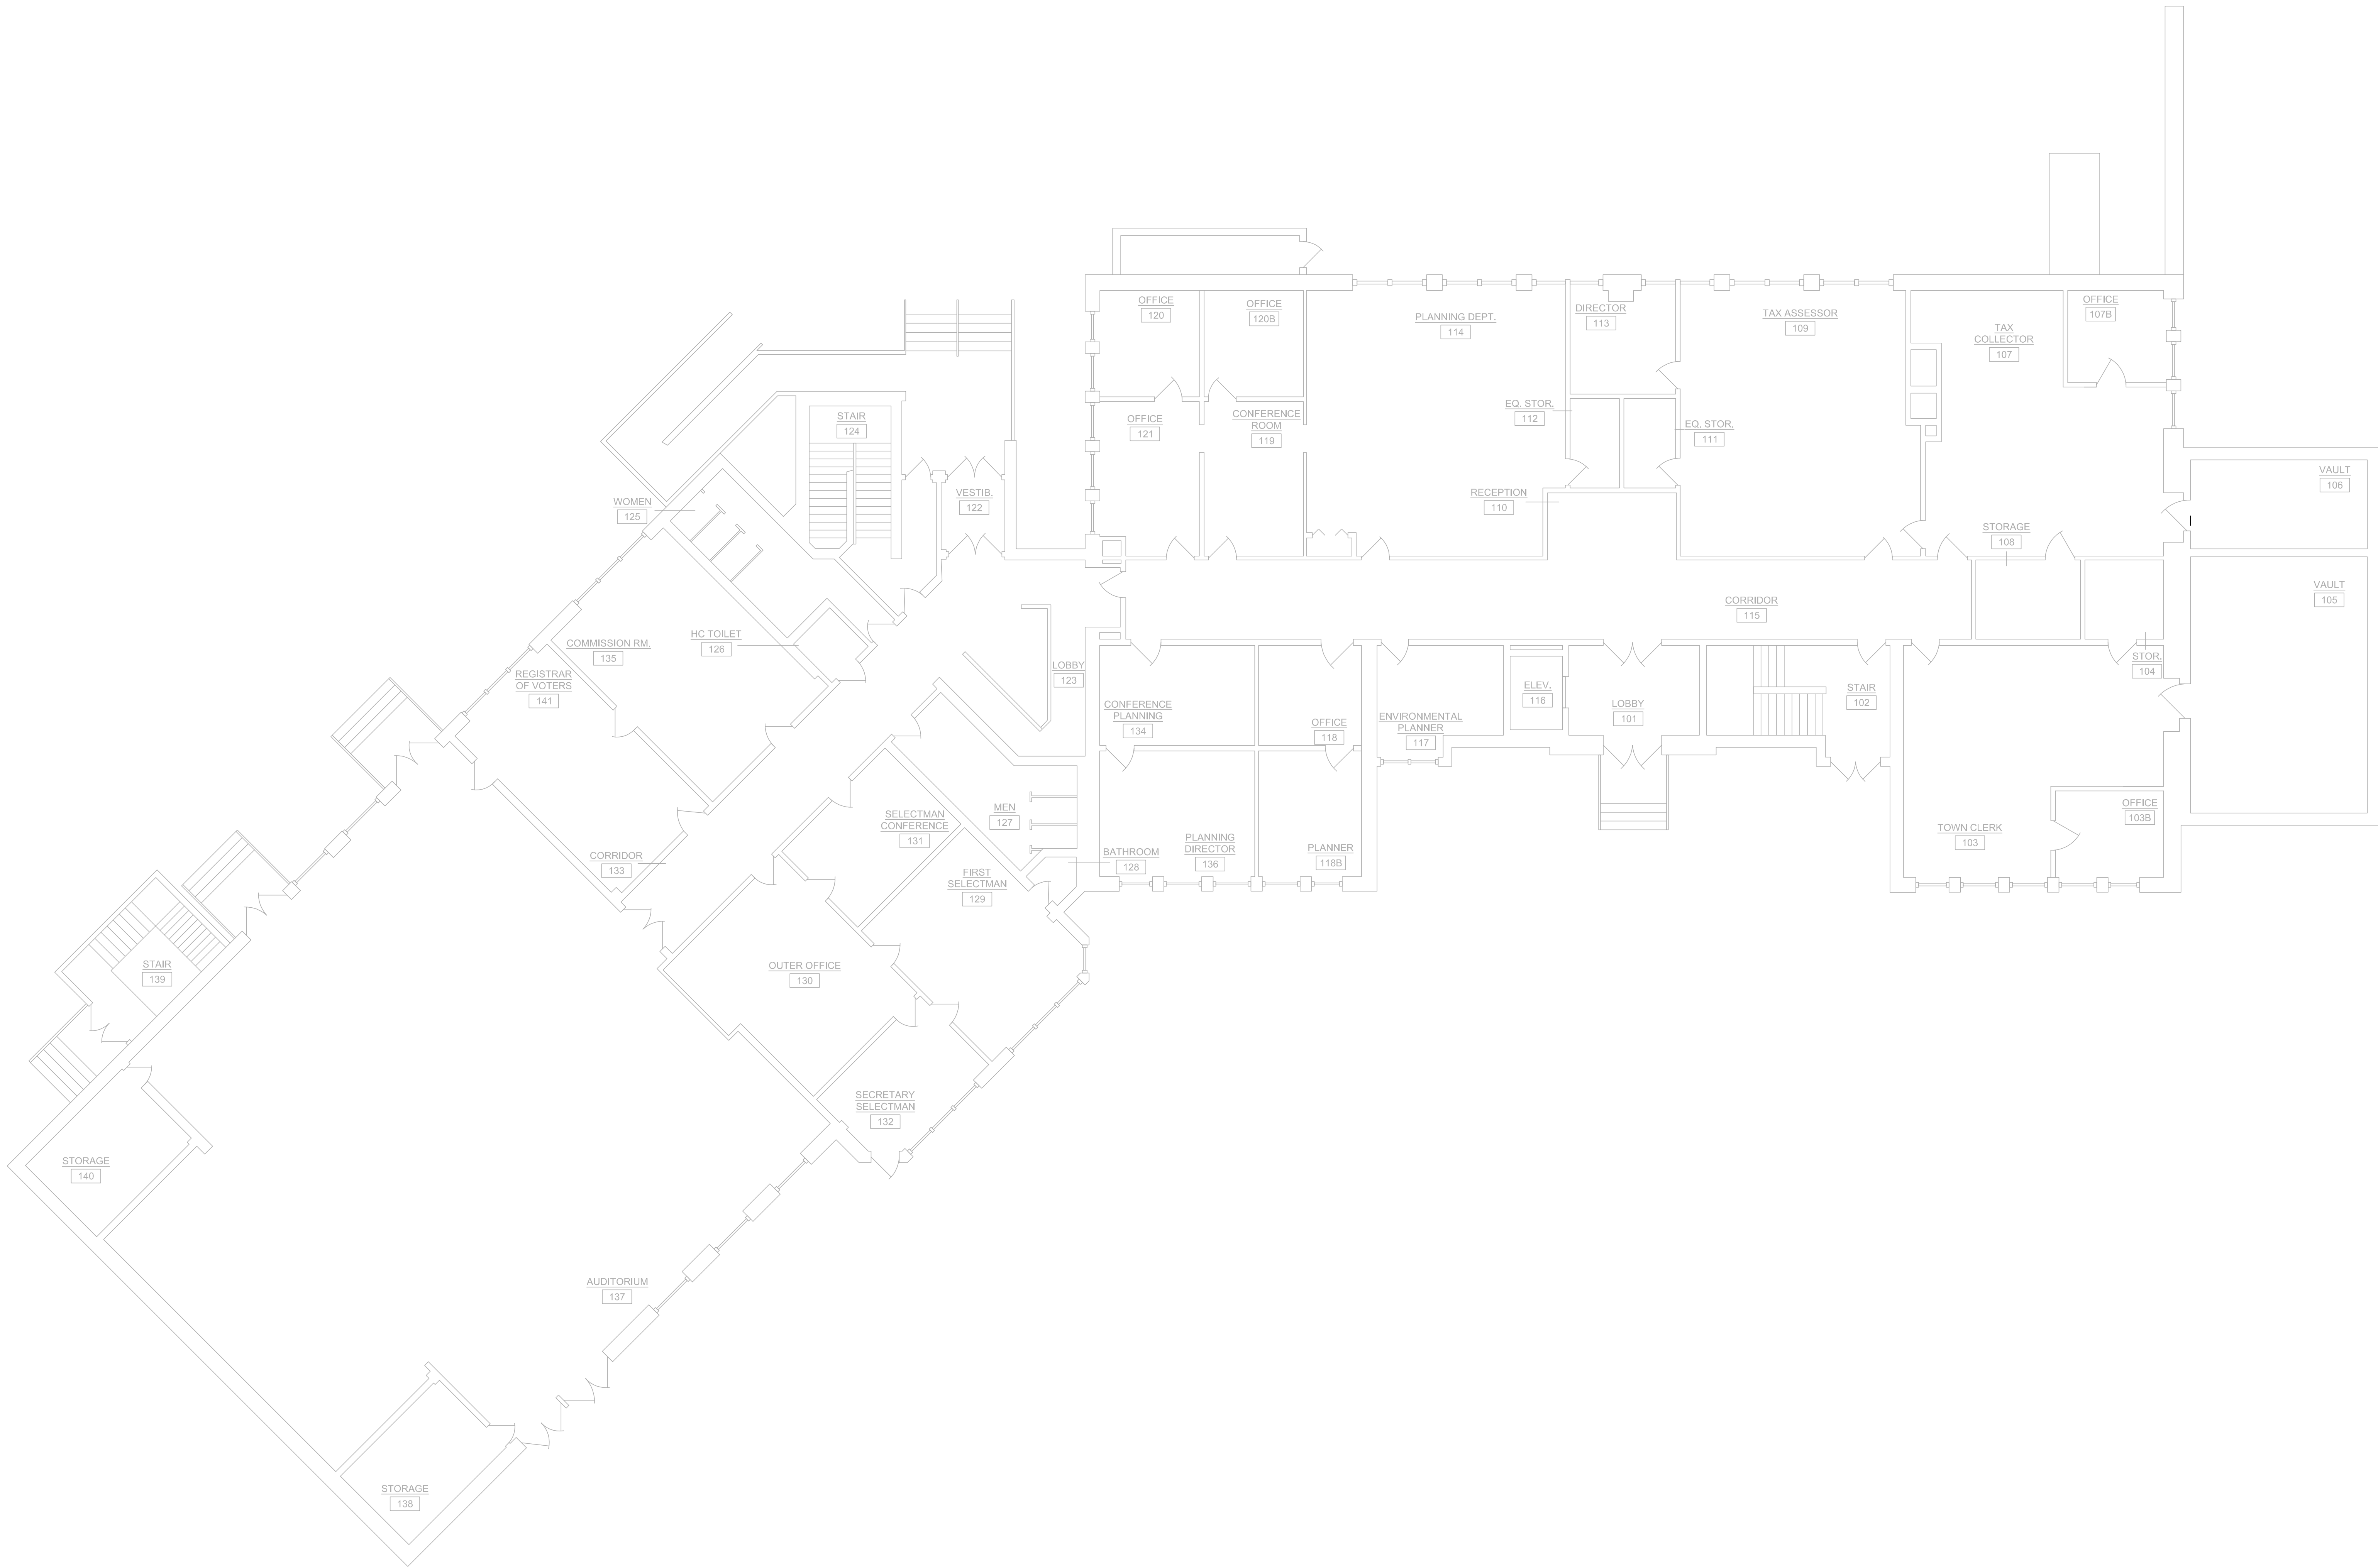 OFFICE
120
OFFICE
120B
PLANNING DEPT.
114
DIRECTOR
113
TAX ASSESSOR
109
TAX
COLLECTOR
107
OFFICE
107B
STAIR
124
OFFICE
121
CONFERENCE
ROOM
119
EQ. STOR.
112
EQ. STOR.
111
VAULT
106
WOMEN
125
VESTIB.
122
RECEPTION
110
STORAGE
108
CORRIDOR
115
VAULT
105
COMMISSION RM.
135
HC TOILET
126
REGISTRAR
OF VOTERS
141
LOBBY
123
CONFERENCE
PLANNING
134
OFFICE
118
ENVIRONMENTAL
PLANNER
117
ELEV.
116
LOBBY
101
STAIR
102
STOR.
104
MEN
127
SELECTMAN
CONFERENCE
131
CORRIDOR
133
BATHROOM
128
PLANNING
DIRECTOR
136
PLANNER
118B
TOWN CLERK
103
OFFICE
103B
FIRST
SELECTMAN
129
STAIR
139
OUTER OFFICE
130
SECRETARY
SELECTMAN
132
STORAGE
140
AUDITORIUM
137
STORAGE
138